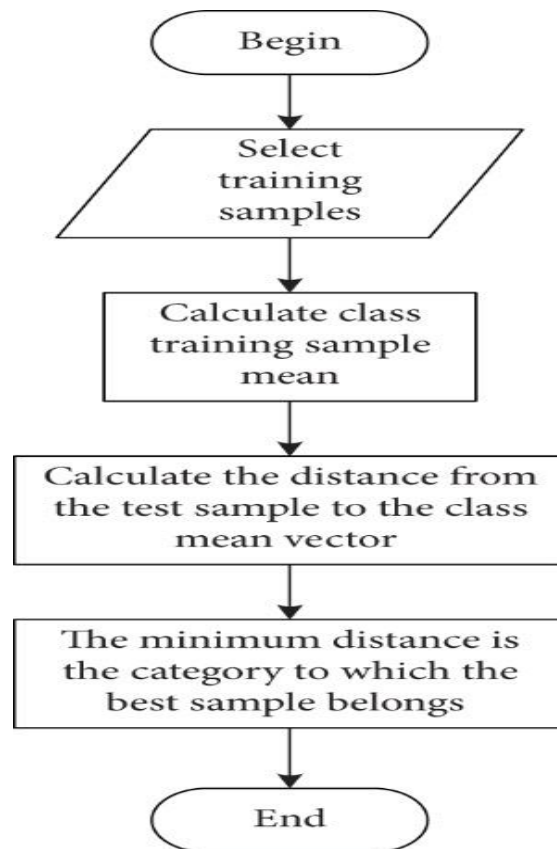 Begin
Select
training
samples
Calculate class
training sample
mean
Calculate the distance from
the test sample to the class
mean vector
The minimum distance is
the category to which the
best sample belongs
End